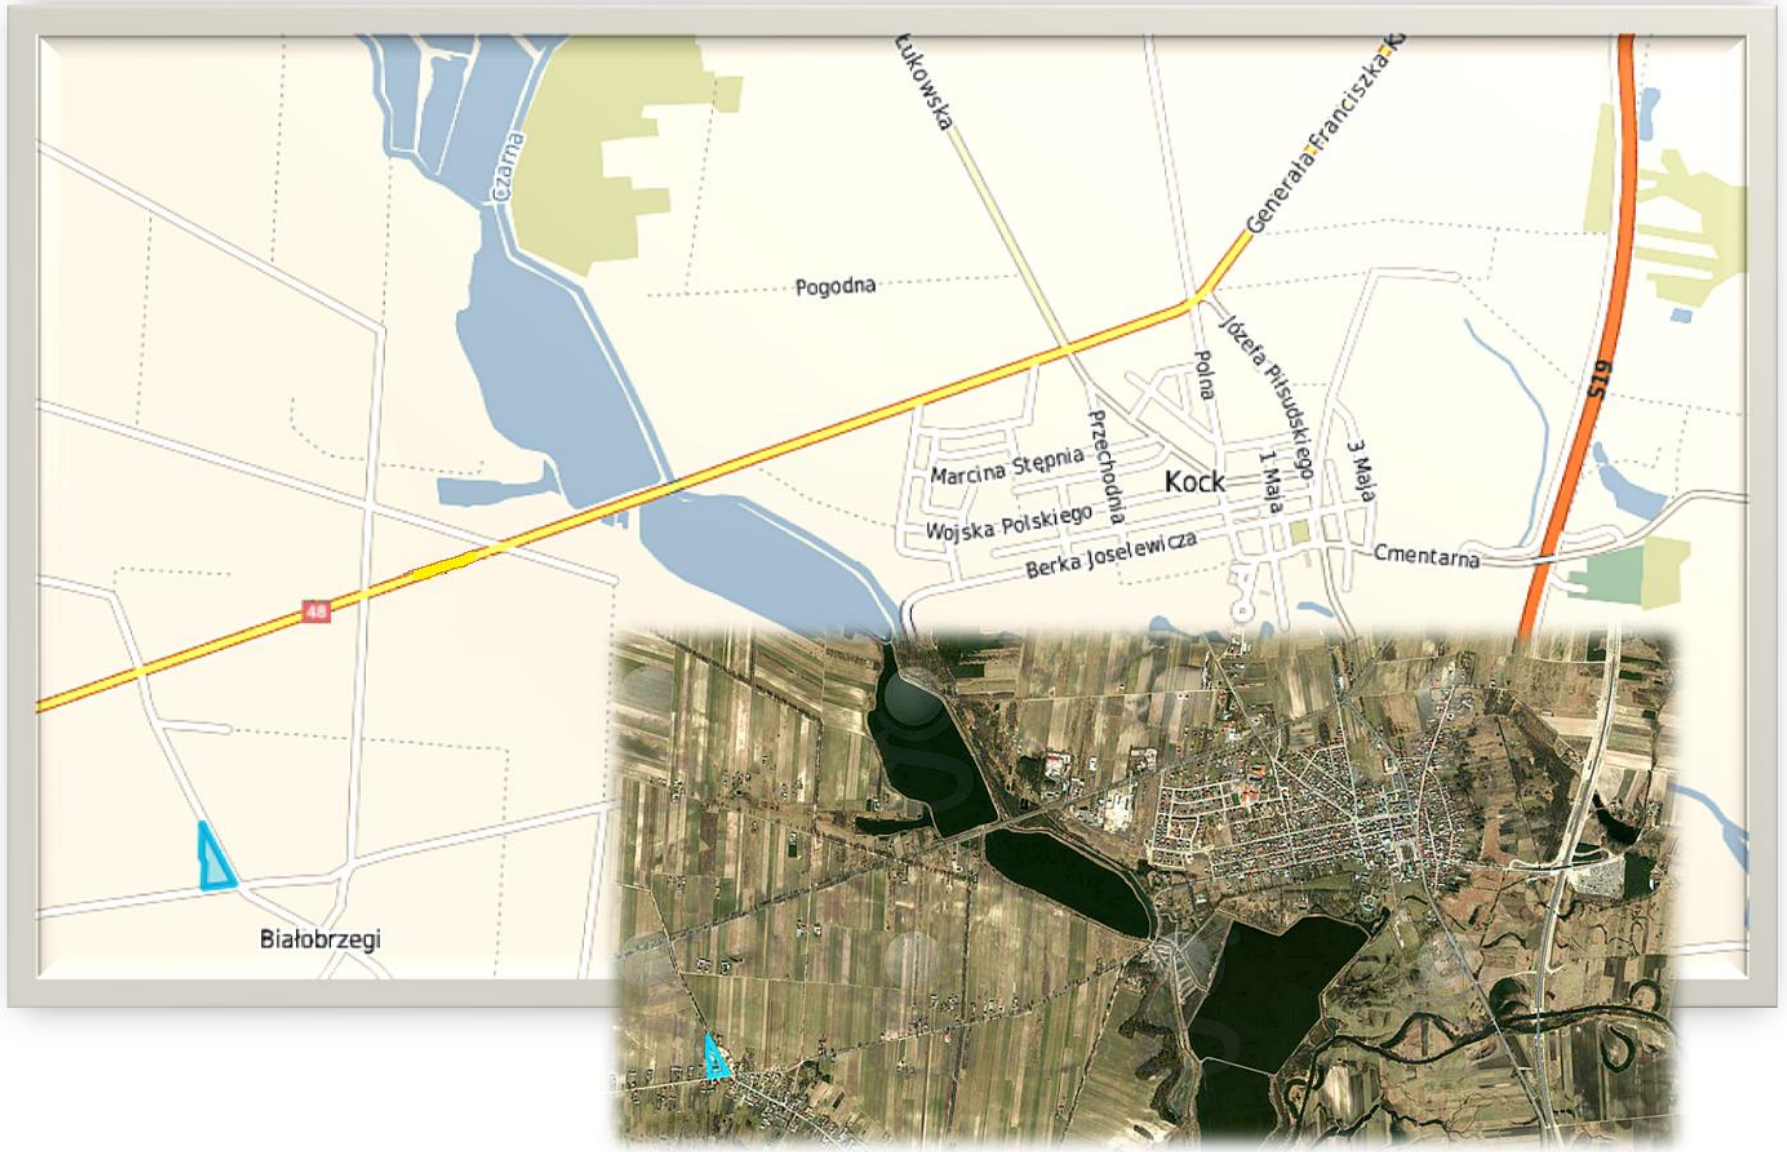 Łukowska
Generała Franciszka K
Czarna
Pogodna
Józefa Piłsudskiego
Polna
S19
Przechodnia
Marcina Stępnia
3 Maja
1 Maja
Kock
Wojska Polskiego
Berka Joselewicza
Cmentarna
48
Białobrzegi